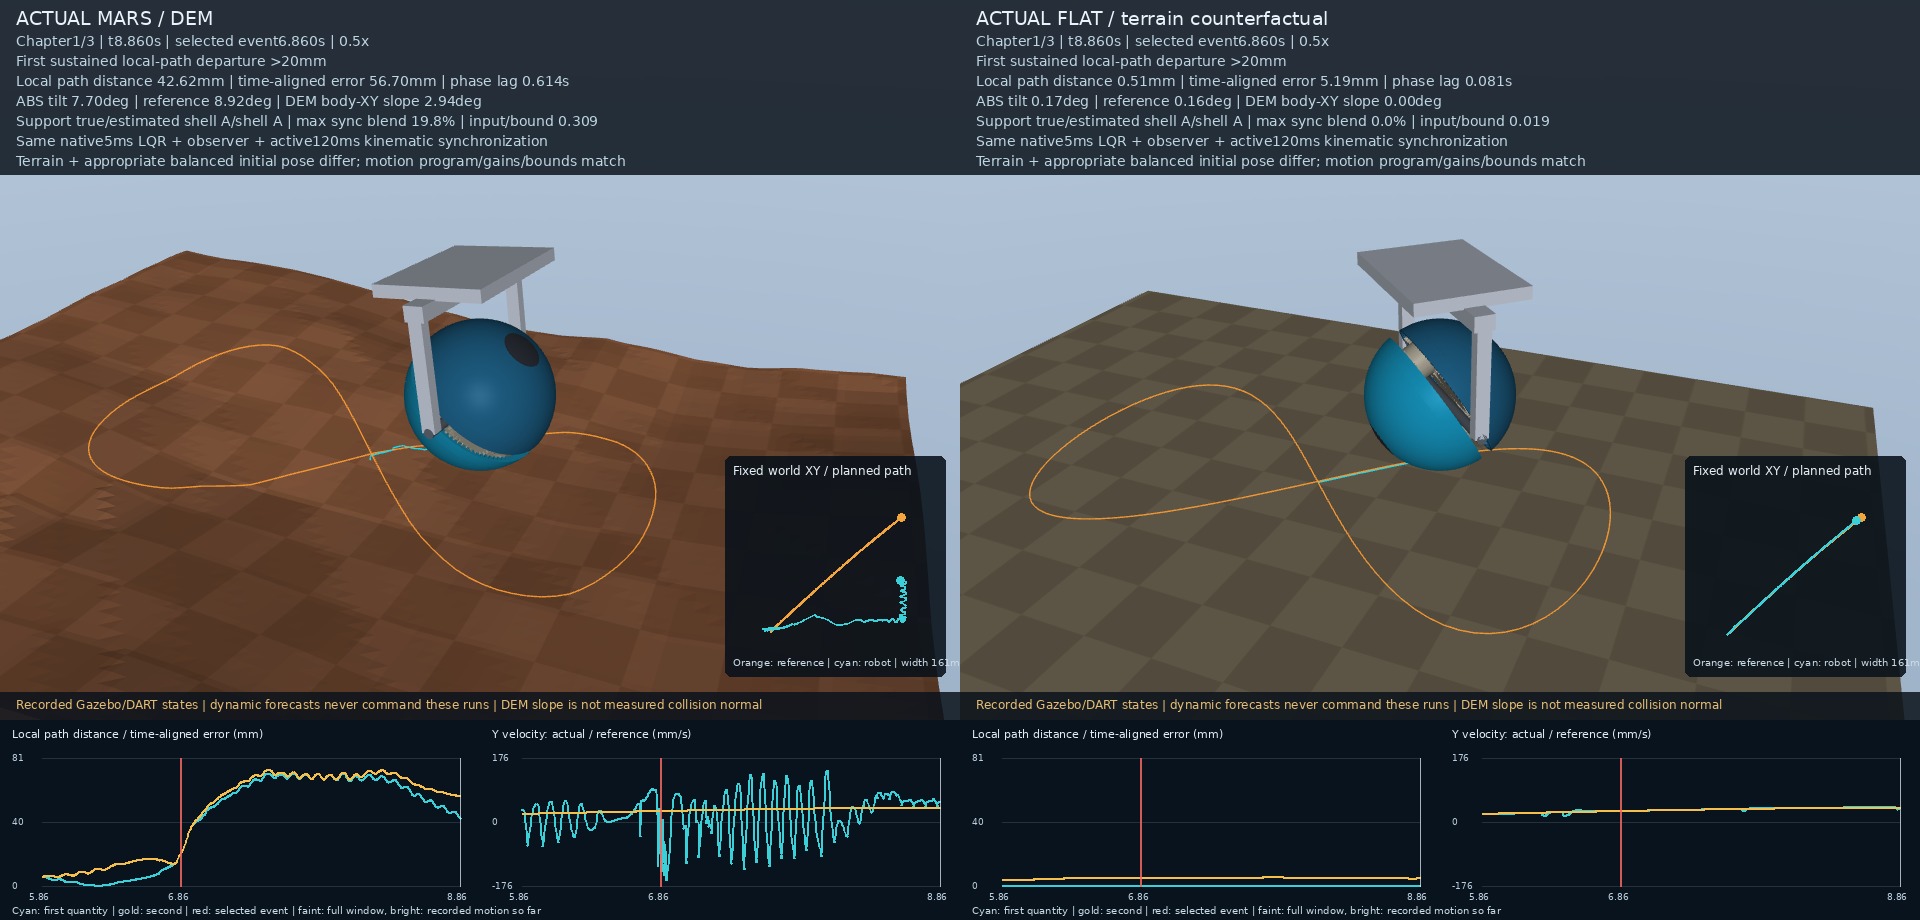 ACTUAL MARS / DEM
Chapter1/3 | t8.860s | selected event6.860s | 0.5x
First sustained local-path departure >20mm
Local path distance 42.62mm | time-aligned error 56.70mm | phase lag 0.614s
ABS tilt 7.70deg | reference 8.92deg | DEM body-XY slope 2.94deg
Support true/estimated shell A/shell A | max sync blend 19.8% | input/bound 0.309
Same native5ms LQR + observer + active120ms kinematic synchronization
Terrain + appropriate balanced initial pose differ; motion program/gains/bounds match
Fixed world XY / planned path
Orange: reference | cyan: robot | width 161m
Recorded Gazebo/DART states | dynamic forecasts never command these runs | DEM slope is not measured collision normal
Local path distance / time-aligned error (mm)
81
40
0
5.86
6.86
8.86
Y velocity: actual / reference (mm/s)
176
0
-176
5.86
6.86
8.86
Cyan: first quantity | gold: second | red: selected event | faint: full window, bright: recorded motion so far
ACTUAL FLAT / terrain counterfactual
Chapter1/3 | t8.860s | selected event6.860s | 0.5x
First sustained local-path departure >20mm
Local path distance 0.51mm | time-aligned error 5.19mm | phase lag 0.081s
ABS tilt 0.17deg | reference 0.16deg | DEM body-XY slope 0.00deg
Support true/estimated shell A/shell A | max sync blend 0.0% | input/bound 0.019
Same native5ms LQR + observer + active120ms kinematic synchronization
Terrain + appropriate balanced initial pose differ; motion program/gains/bounds match
Fixed world XY / planned path
Orange: reference | cyan: robot | width 161m
Recorded Gazebo/DART states | dynamic forecasts never command these runs | DEM slope is not measured collision normal
Local path distance / time-aligned error (mm)
81
40
0
5.86
6.86
8.86
Y velocity: actual / reference (mm/s)
176
0
-176
5.86
6.86
8.86
Cyan: first quantity | gold: second | red: selected event | faint: full window, bright: recorded motion so far